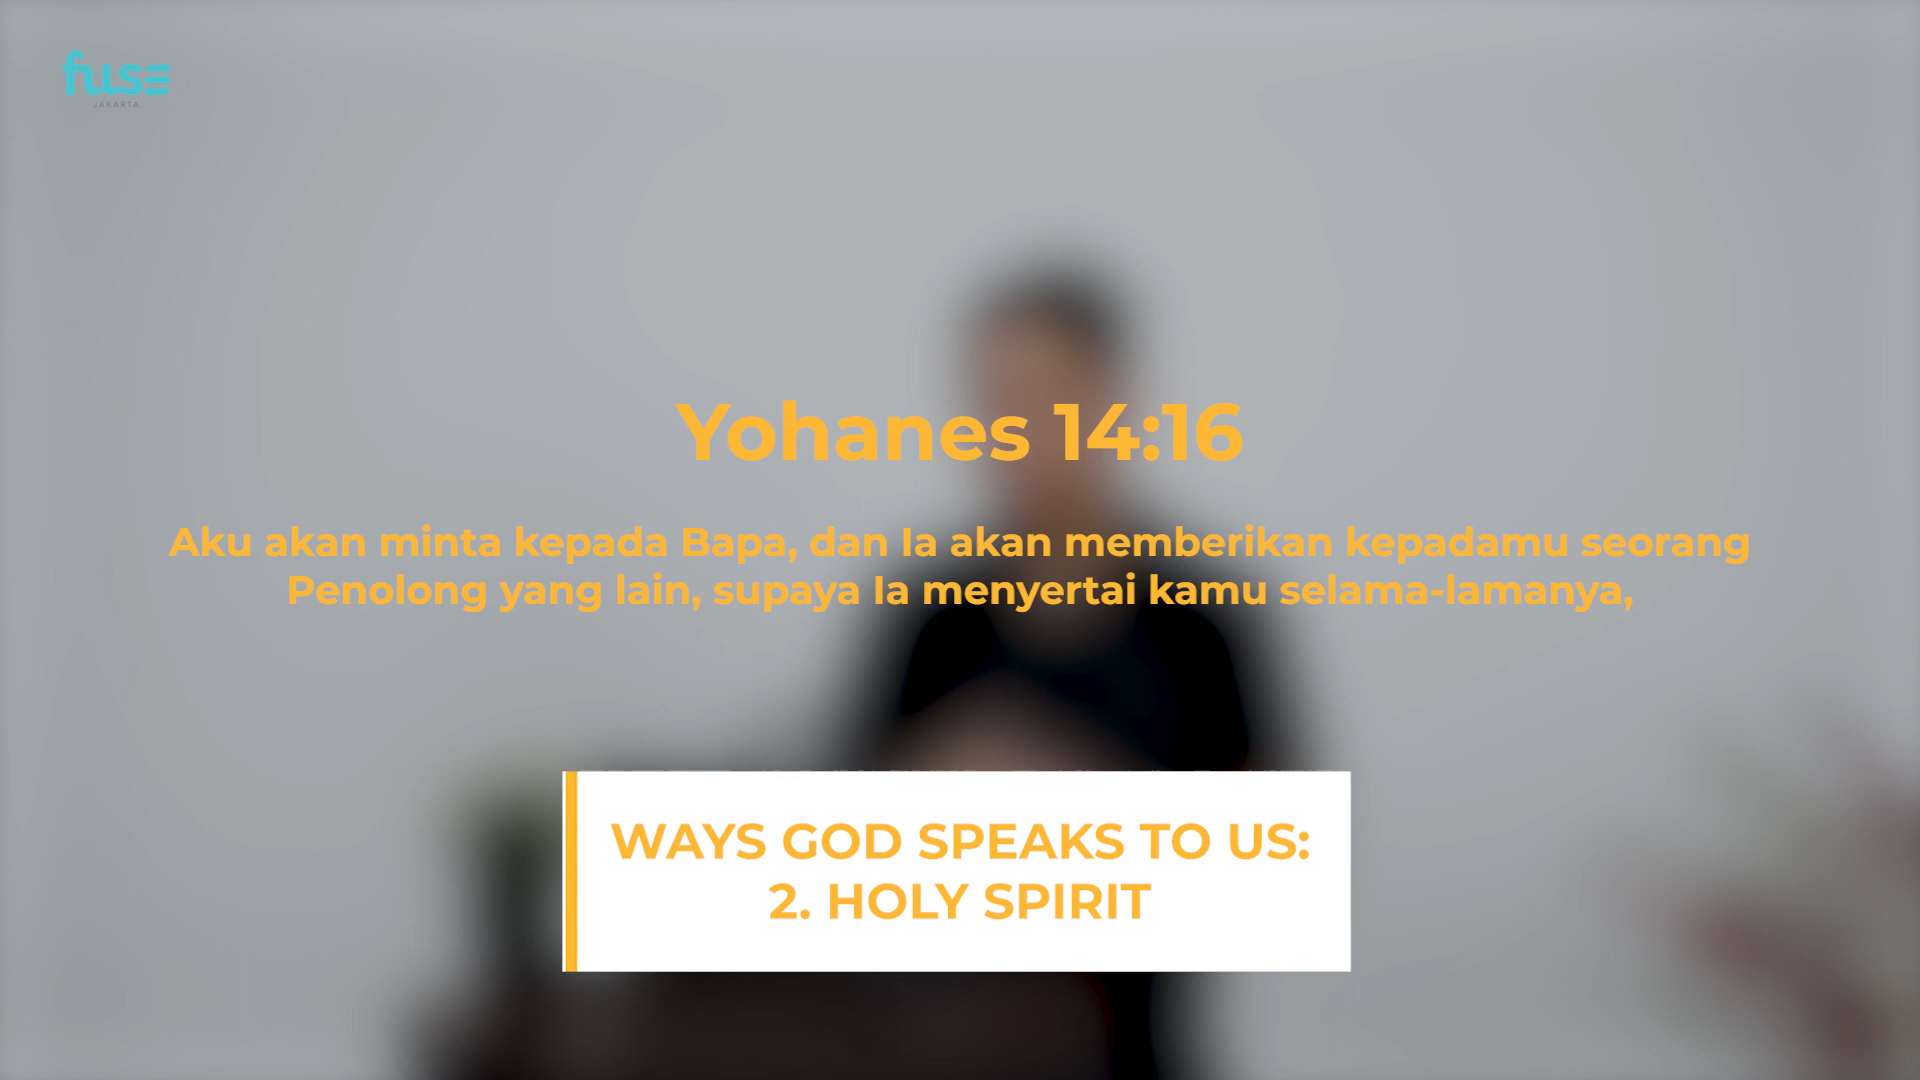 fuse
JAKARTA
Yohanes 14:16
Aku akan minta kepada Bapa, dan Ia akan memberikan kepadamu seorang
Penolong yang lain, supaya Ia menyertai kamu selama-lamanya,
WAYS GOD SPEAKS TO US:
2. HOLY SPIRIT